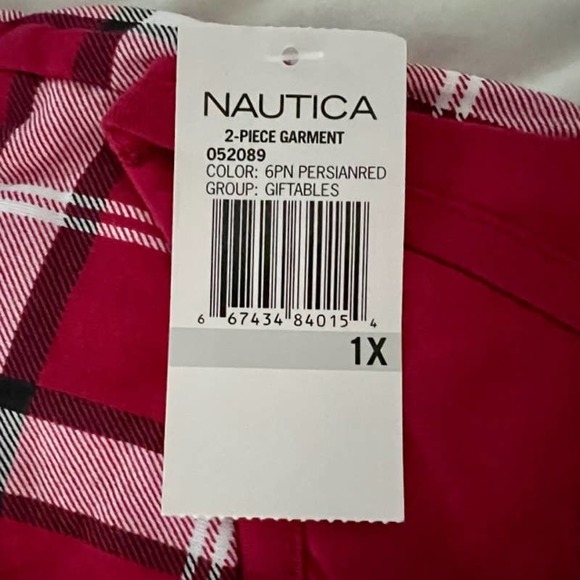 NAUTICA
2-PIECE GARMENT
052089
COLOR: 6PN PERSIANRED
GROUP: GIFTABLES
6 67434 84015 4
1X